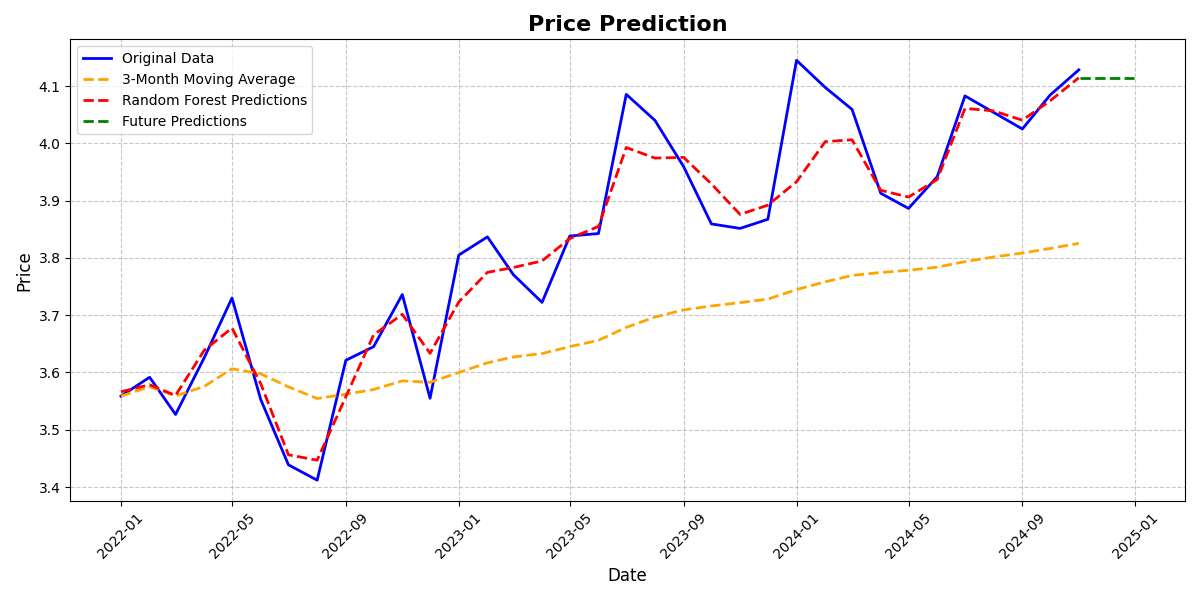 Price Prediction
Original Data
3-Month Moving Average
Random Forest Predictions
Future Predictions
Price
4.1
4.0
3.9
3.8
3.7
3.6
3.5
3.4
2022-01
2022-05
2022-09
2023-01
2023-05
2023-09
2024-01
2024-05
2024-09
2025-01
Date